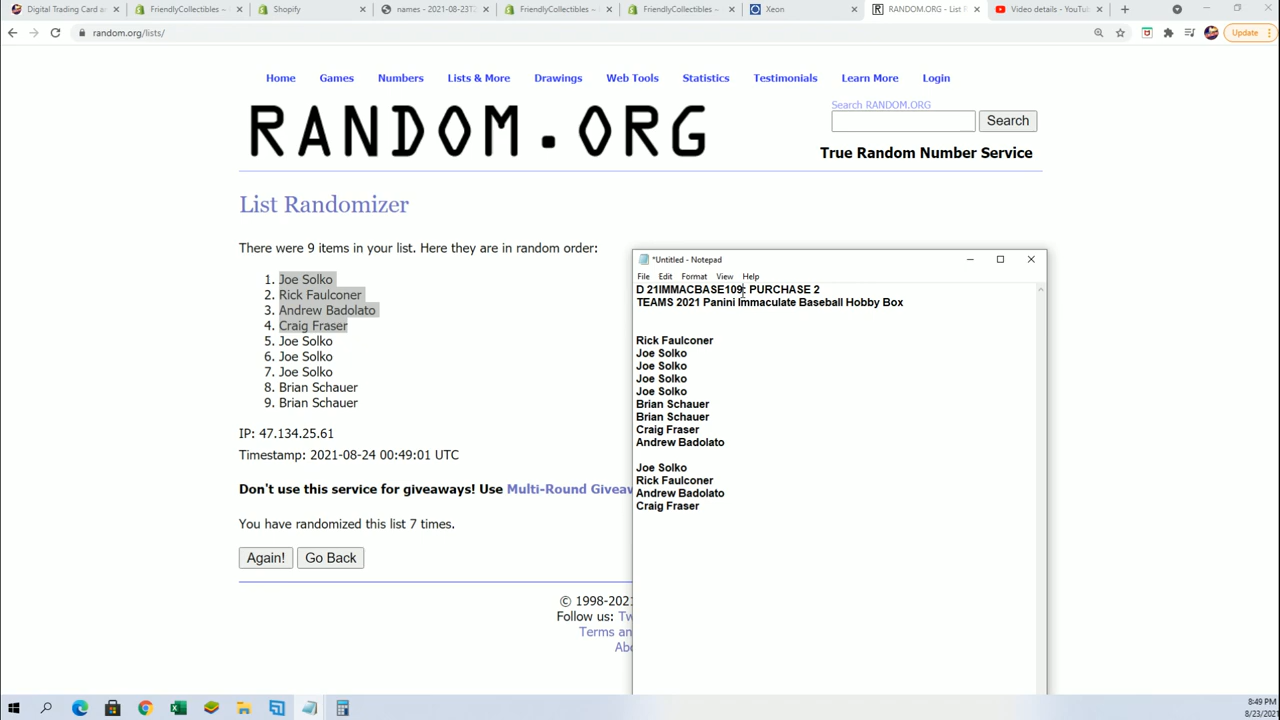 Digital Trading Card a
FriendlyCollectibles ~
Shopify
names - 2021-08-23T
FriendlyCollectibles ~
FriendlyCollectibles ~
Xeon
RANDOM.ORG - List R
Video details - YouTu
random.org/lists/
Update
Home Games Numbers Lists & More Drawings Web Tools Statistics Testimonials Learn More Login
RANDOM.ORG
Search RANDOM.ORG
Search
True Random Number Service
List Randomizer
There were 9 items in your list. Here they are in random order:
1. Joe Solko
2. Rick Faulconer
3. Andrew Badolato
4. Craig Fraser
5. Joe Solko
6. Joe Solko
7. Joe Solko
8. Brian Schauer
9. Brian Schauer
IP: 47.134.25.61
Timestamp: 2021-08-24 00:49:01 UTC
Don't use this service for giveaways! Use Multi-Round Giveaw
You have randomized this list 7 times.
Again! Go Back
© 1998-2021
Follow us: Tw
Terms an
Abo
*Untitled - Notepad
File Edit Format View Help
D 21IMMACBASE109: PURCHASE 2
TEAMS 2021 Panini Immaculate Baseball Hobby Box
Rick Faulconer
Joe Solko
Joe Solko
Joe Solko
Joe Solko
Brian Schauer
Brian Schauer
Craig Fraser
Andrew Badolato
Joe Solko
Rick Faulconer
Andrew Badolato
Craig Fraser
8:49 PM
8/23/2021